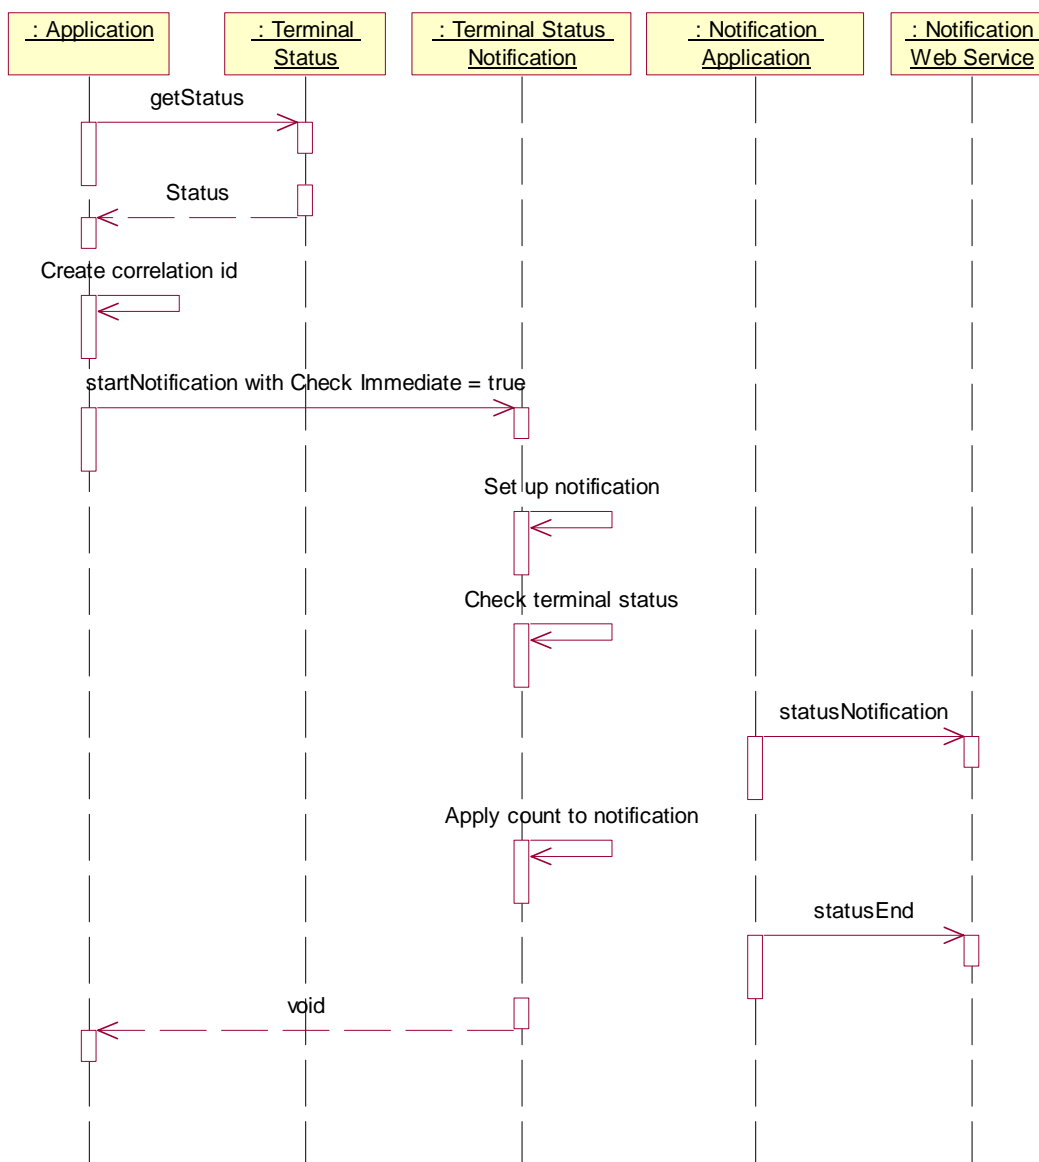 : Application
: Terminal
Status
: Terminal Status
Notification
: Notification
Application
: Notification
Web Service
getStatus
Status
Create correlation id
startNotification with Check Immediate = true
Set up notification
Check terminal status
statusNotification
Apply count to notification
statusEnd
void